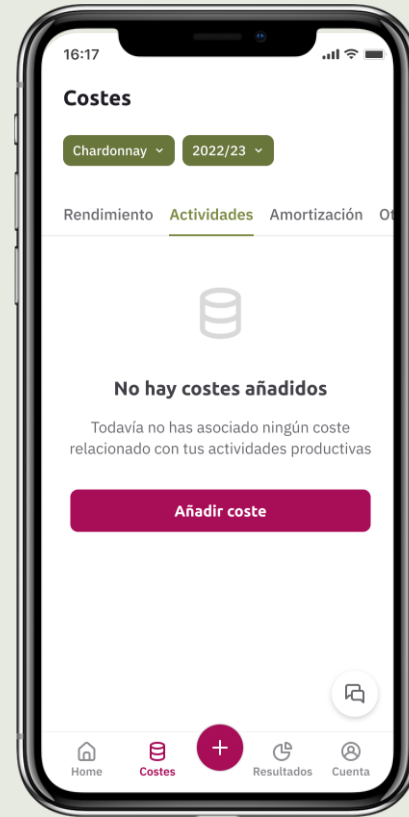 16:17
Costes
Chardonnay 2022/23
Rendimiento Actividades Amortización Ot
No hay costes añadidos
Todavía no has asociado ningún coste
relacionado con tus actividades productivas
Añadir coste
Home Costes Resultados Cuenta